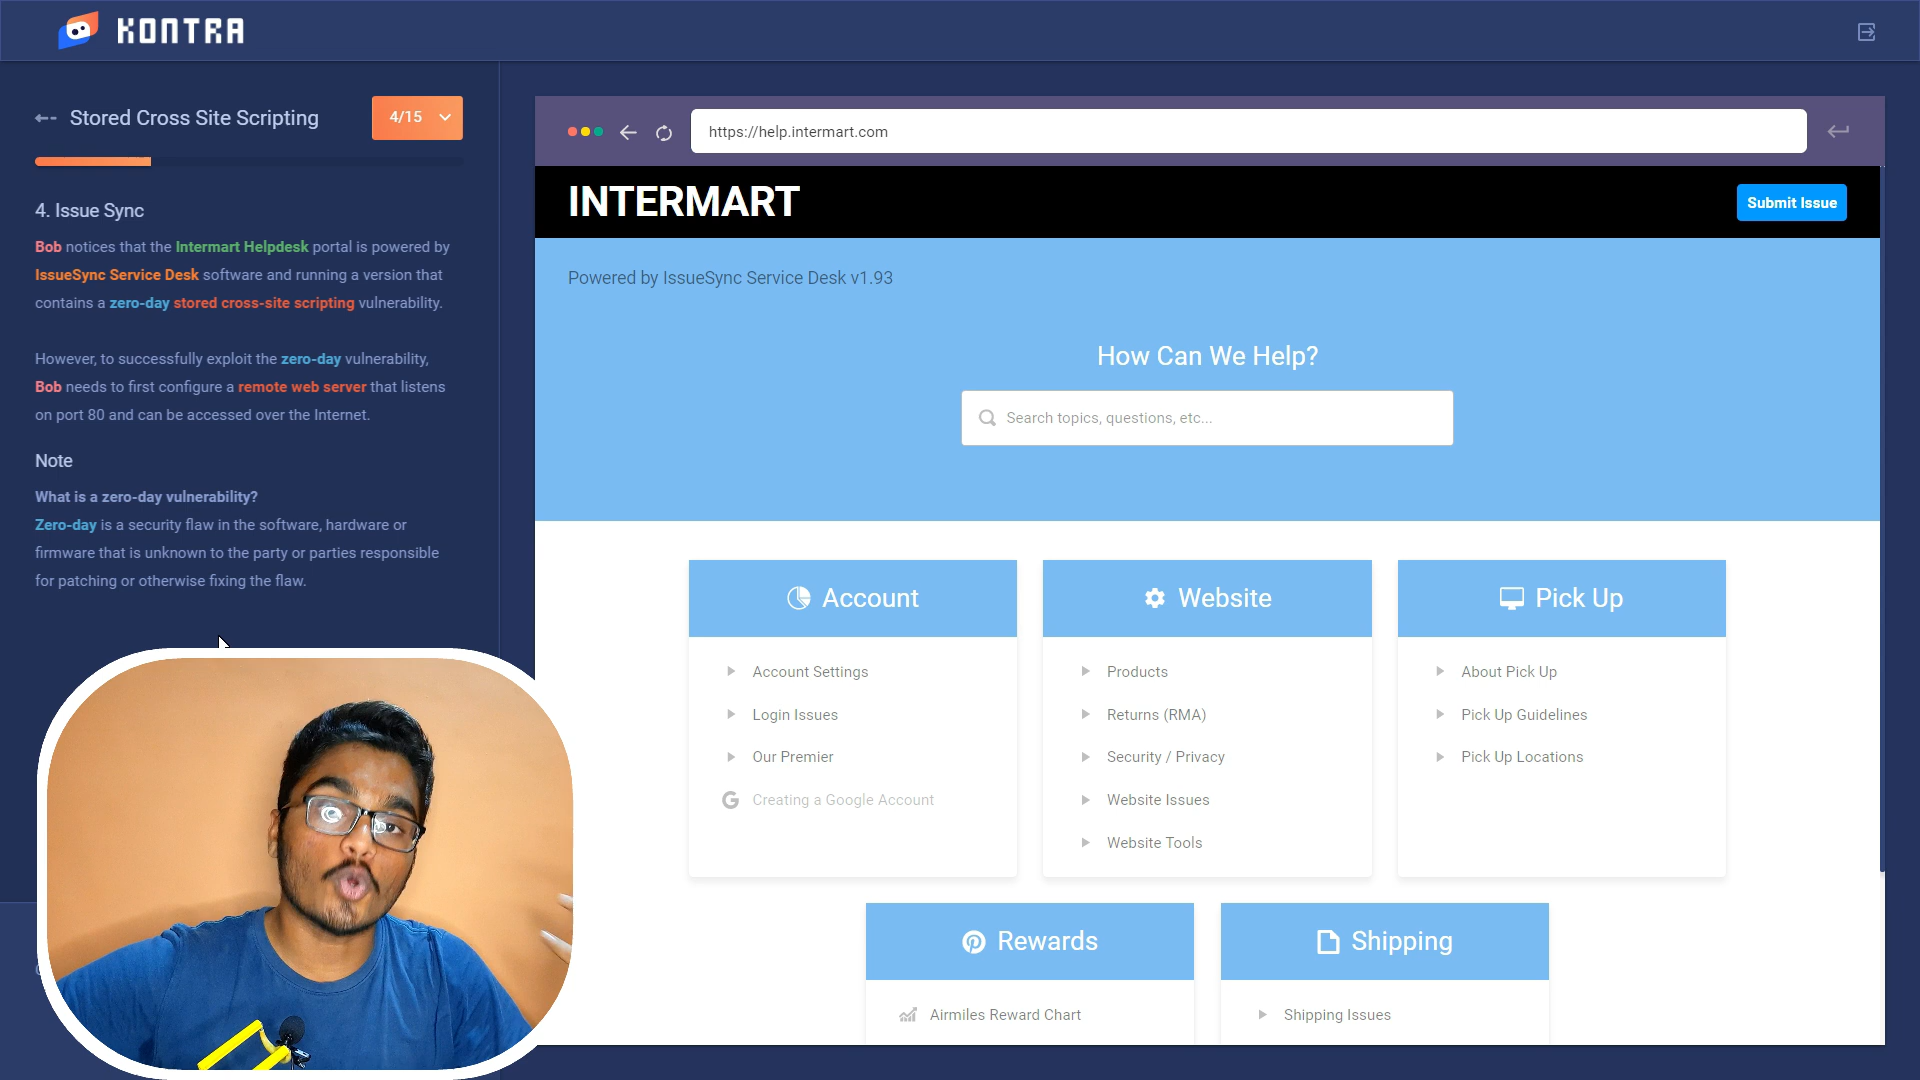 KONTRA
Stored Cross Site Scripting
4/15
4. Issue Sync
Bob notices that the Intermart Helpdesk portal is powered by
IssueSync Service Desk software and running a version that
contains a zero-day stored cross-site scripting vulnerability.
However, to successfully exploit the zero-day vulnerability,
Bob needs to first configure a remote web server that listens
on port 80 and can be accessed over the Internet.
Note
What is a zero-day vulnerability?
Zero-day is a security flaw in the software, hardware or
firmware that is unknown to the party or parties responsible
for patching or otherwise fixing the flaw.
https://help.intermart.com
INTERMART
Submit Issue
Powered by IssueSync Service Desk v1.93
How Can We Help?
Search topics, questions, etc...
Account
Account Settings
Login Issues
Our Premier
Creating a Google Account
Website
Products
Returns (RMA)
Security / Privacy
Website Issues
Website Tools
Pick Up
About Pick Up
Pick Up Guidelines
Pick Up Locations
Rewards
Airmiles Reward Chart
Shipping
Shipping Issues